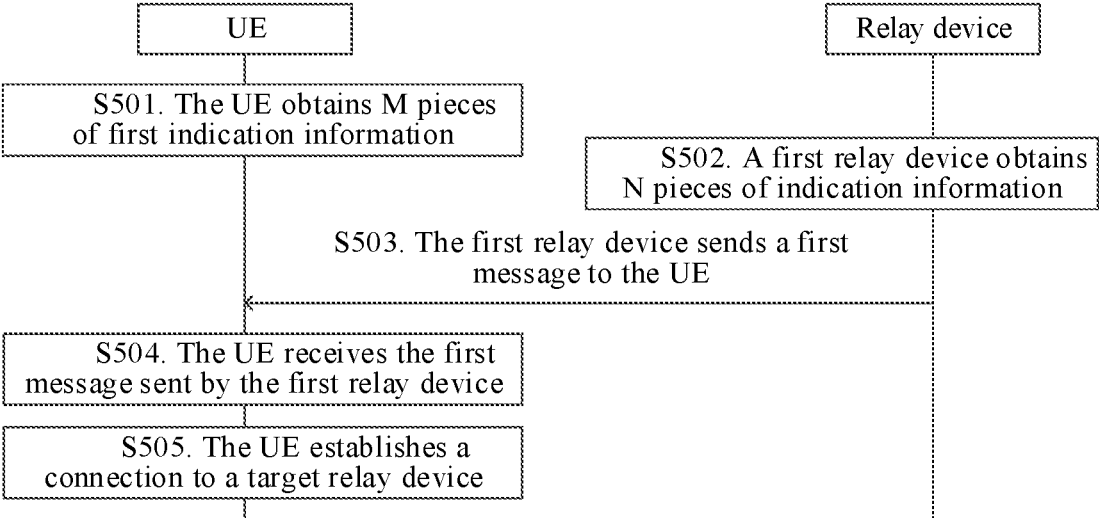 UE
Relay device
S501. The UE obtains M pieces
of first indication information
S502. A first relay device obtains
N pieces of indication information
S503. The first relay device sends a first
message to the UE
S504. The UE receives the first
message sent by the first relay device
S505. The UE establishes a
connection to a target relay device